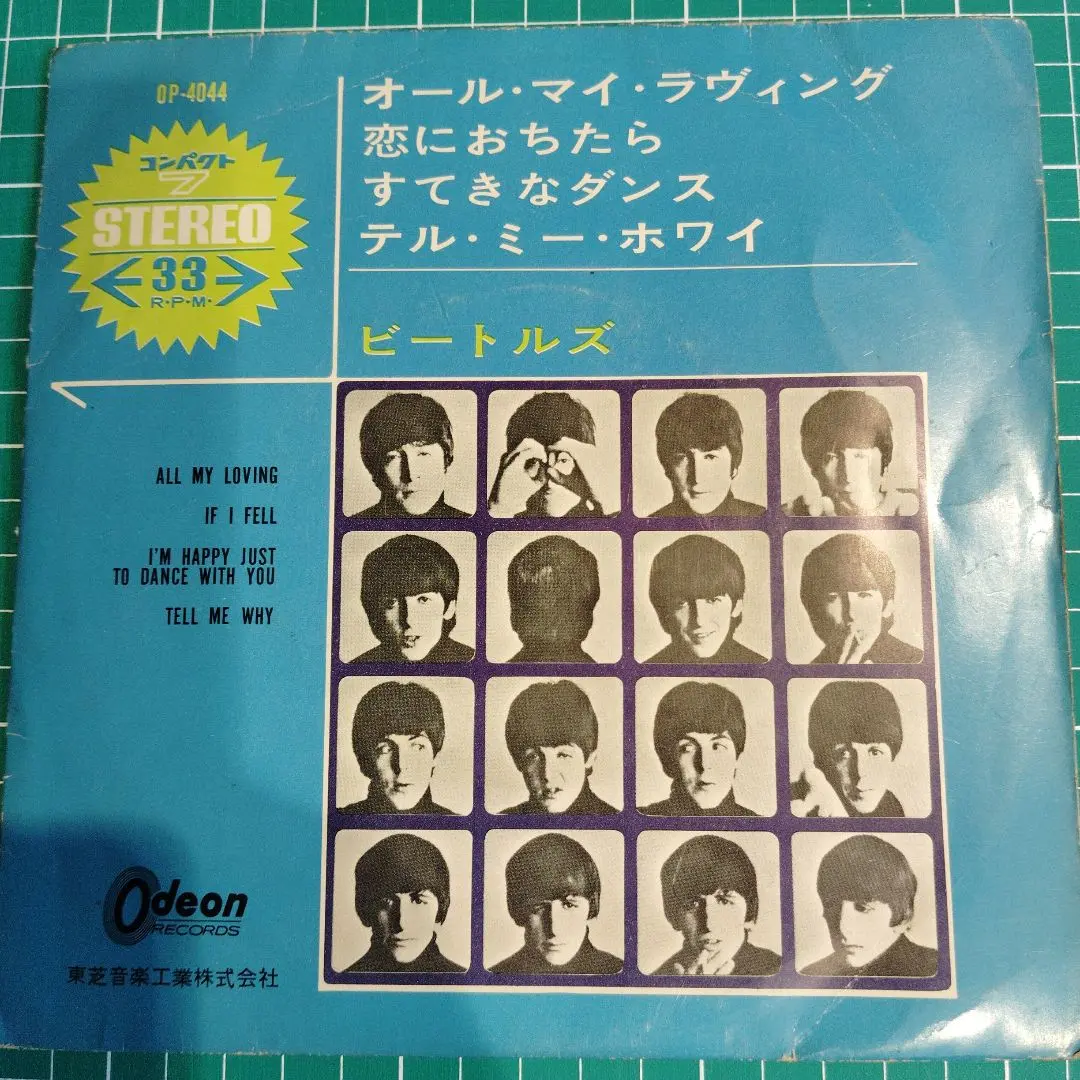 OP-4044
コンパクト
7
STEREO
33
R・P・M・
オール・マイ・ラヴィング
恋におちたら
すてきなダンス
テル・ミー・ホワイ
ビートルズ
ALL MY LOVING
IF I FELL
I'M HAPPY JUST
TO DANCE WITH YOU
TELL ME WHY
Odeon
RECORDS
東芝音楽工業株式会社